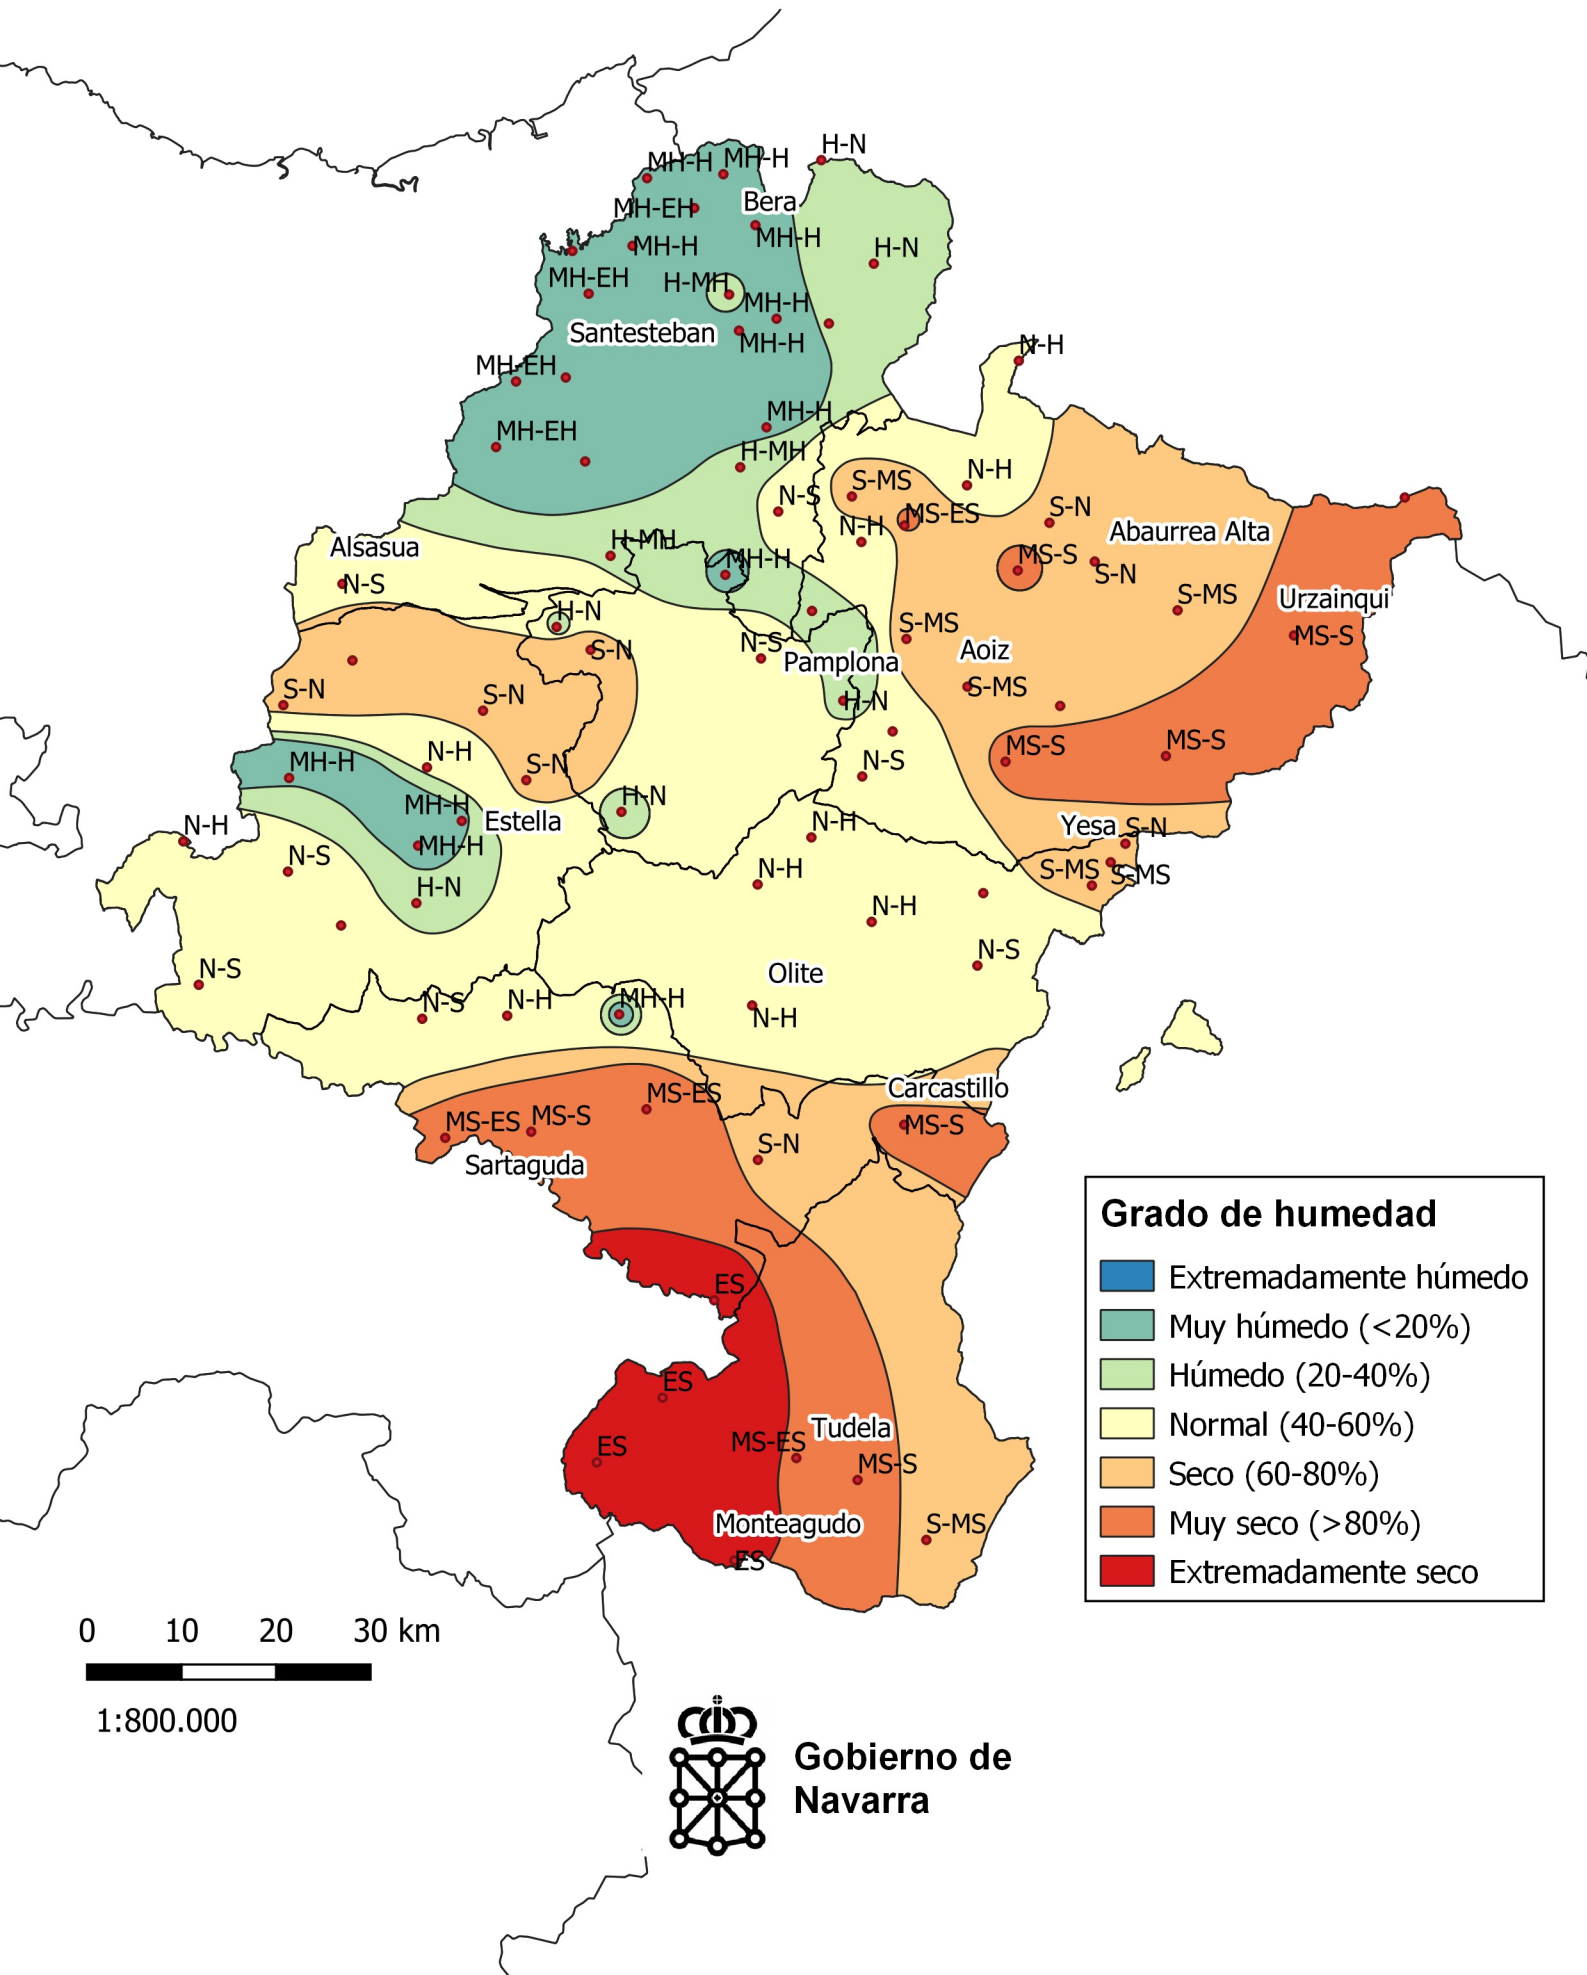 H-N
MH-H
MH-H
MH-EH
Bera
MH-H
MH-H
H-N
MH-EH
H-MH
MH-H
Santesteban
MH-H
N-H
MH-EH
MH-H
MH-EH
H-MH
N-H
S-MS
N-S
MS-ES
S-N
N-H
Abaurrea Alta
H-MH
Alsasua
MH-H
MS-S
S-N
N-S
S-MS
Urzainqui
H-N
S-MS
MS-S
N-S
S-N
Aoiz
Pamplona
S-N
S-N
S-MS
H-N
MS-S
MS-S
N-H
MH-H
N-S
S-N
H-N
MH-H
Estella
N-H
N-H
Yesa
S-N
MH-H
N-S
N-H
S-MS
S-MS
H-N
N-H
N-S
N-S
Olite
N-S
N-H
MH-H
N-H
Carcastillo
MS-ES
MS-ES
MS-S
MS-S
S-N
Sartaguda
ES
ES
Tudela
ES
MS-ES
MS-S
Monteagudo
S-MS
ES
Grado de humedad
Extremadamente húmedo
Muy húmedo (<20%)
Húmedo (20-40%)
Normal (40-60%)
Seco (60-80%)
Muy seco (>80%)
Extremadamente seco
0 10 20 30 km
1:800.000
Gobierno de
Navarra